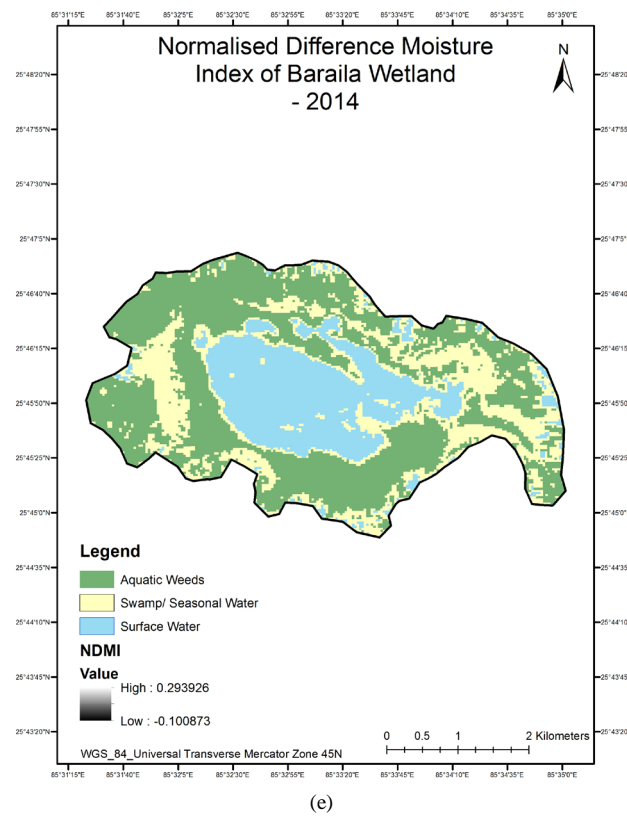 85°31'15"E 85°31'40"E 85°32'5"E 85°32'30"E 85°32'55"E 85°33'20"E 85°33'45"E 85°34'10"E 85°34'35"E 85°35'0"E
Normalised Difference Moisture
Index of Baraila Wetland
- 2014
N
25°48'20"N 25°48'20"N
25°47'55"N 25°47'55"N
25°47'30"N 25°47'30"N
25°47'5"N 25°47'5"N
25°46'40"N 25°46'40"N
25°46'15"N 25°46'15"N
25°45'50"N 25°45'50"N
25°45'25"N 25°45'25"N
25°45'0"N 25°45'0"N
25°44'35"N 25°44'35"N
25°44'10"N 25°44'10"N
25°43'45"N 25°43'45"N
25°43'20"N 25°43'20"N
Legend
Aquatic Weeds
Swamp/ Seasonal Water
Surface Water
NDMI
Value
High : 0.293926
Low : -0.100873
0 0.5 1 2 Kilometers
WGS_84_Universal Transverse Mercator Zone 45N
85°31'15"E 85°31'40"E 85°32'5"E 85°32'30"E 85°32'55"E 85°33'20"E 85°33'45"E 85°34'10"E 85°34'35"E 85°35'0"E
(e)